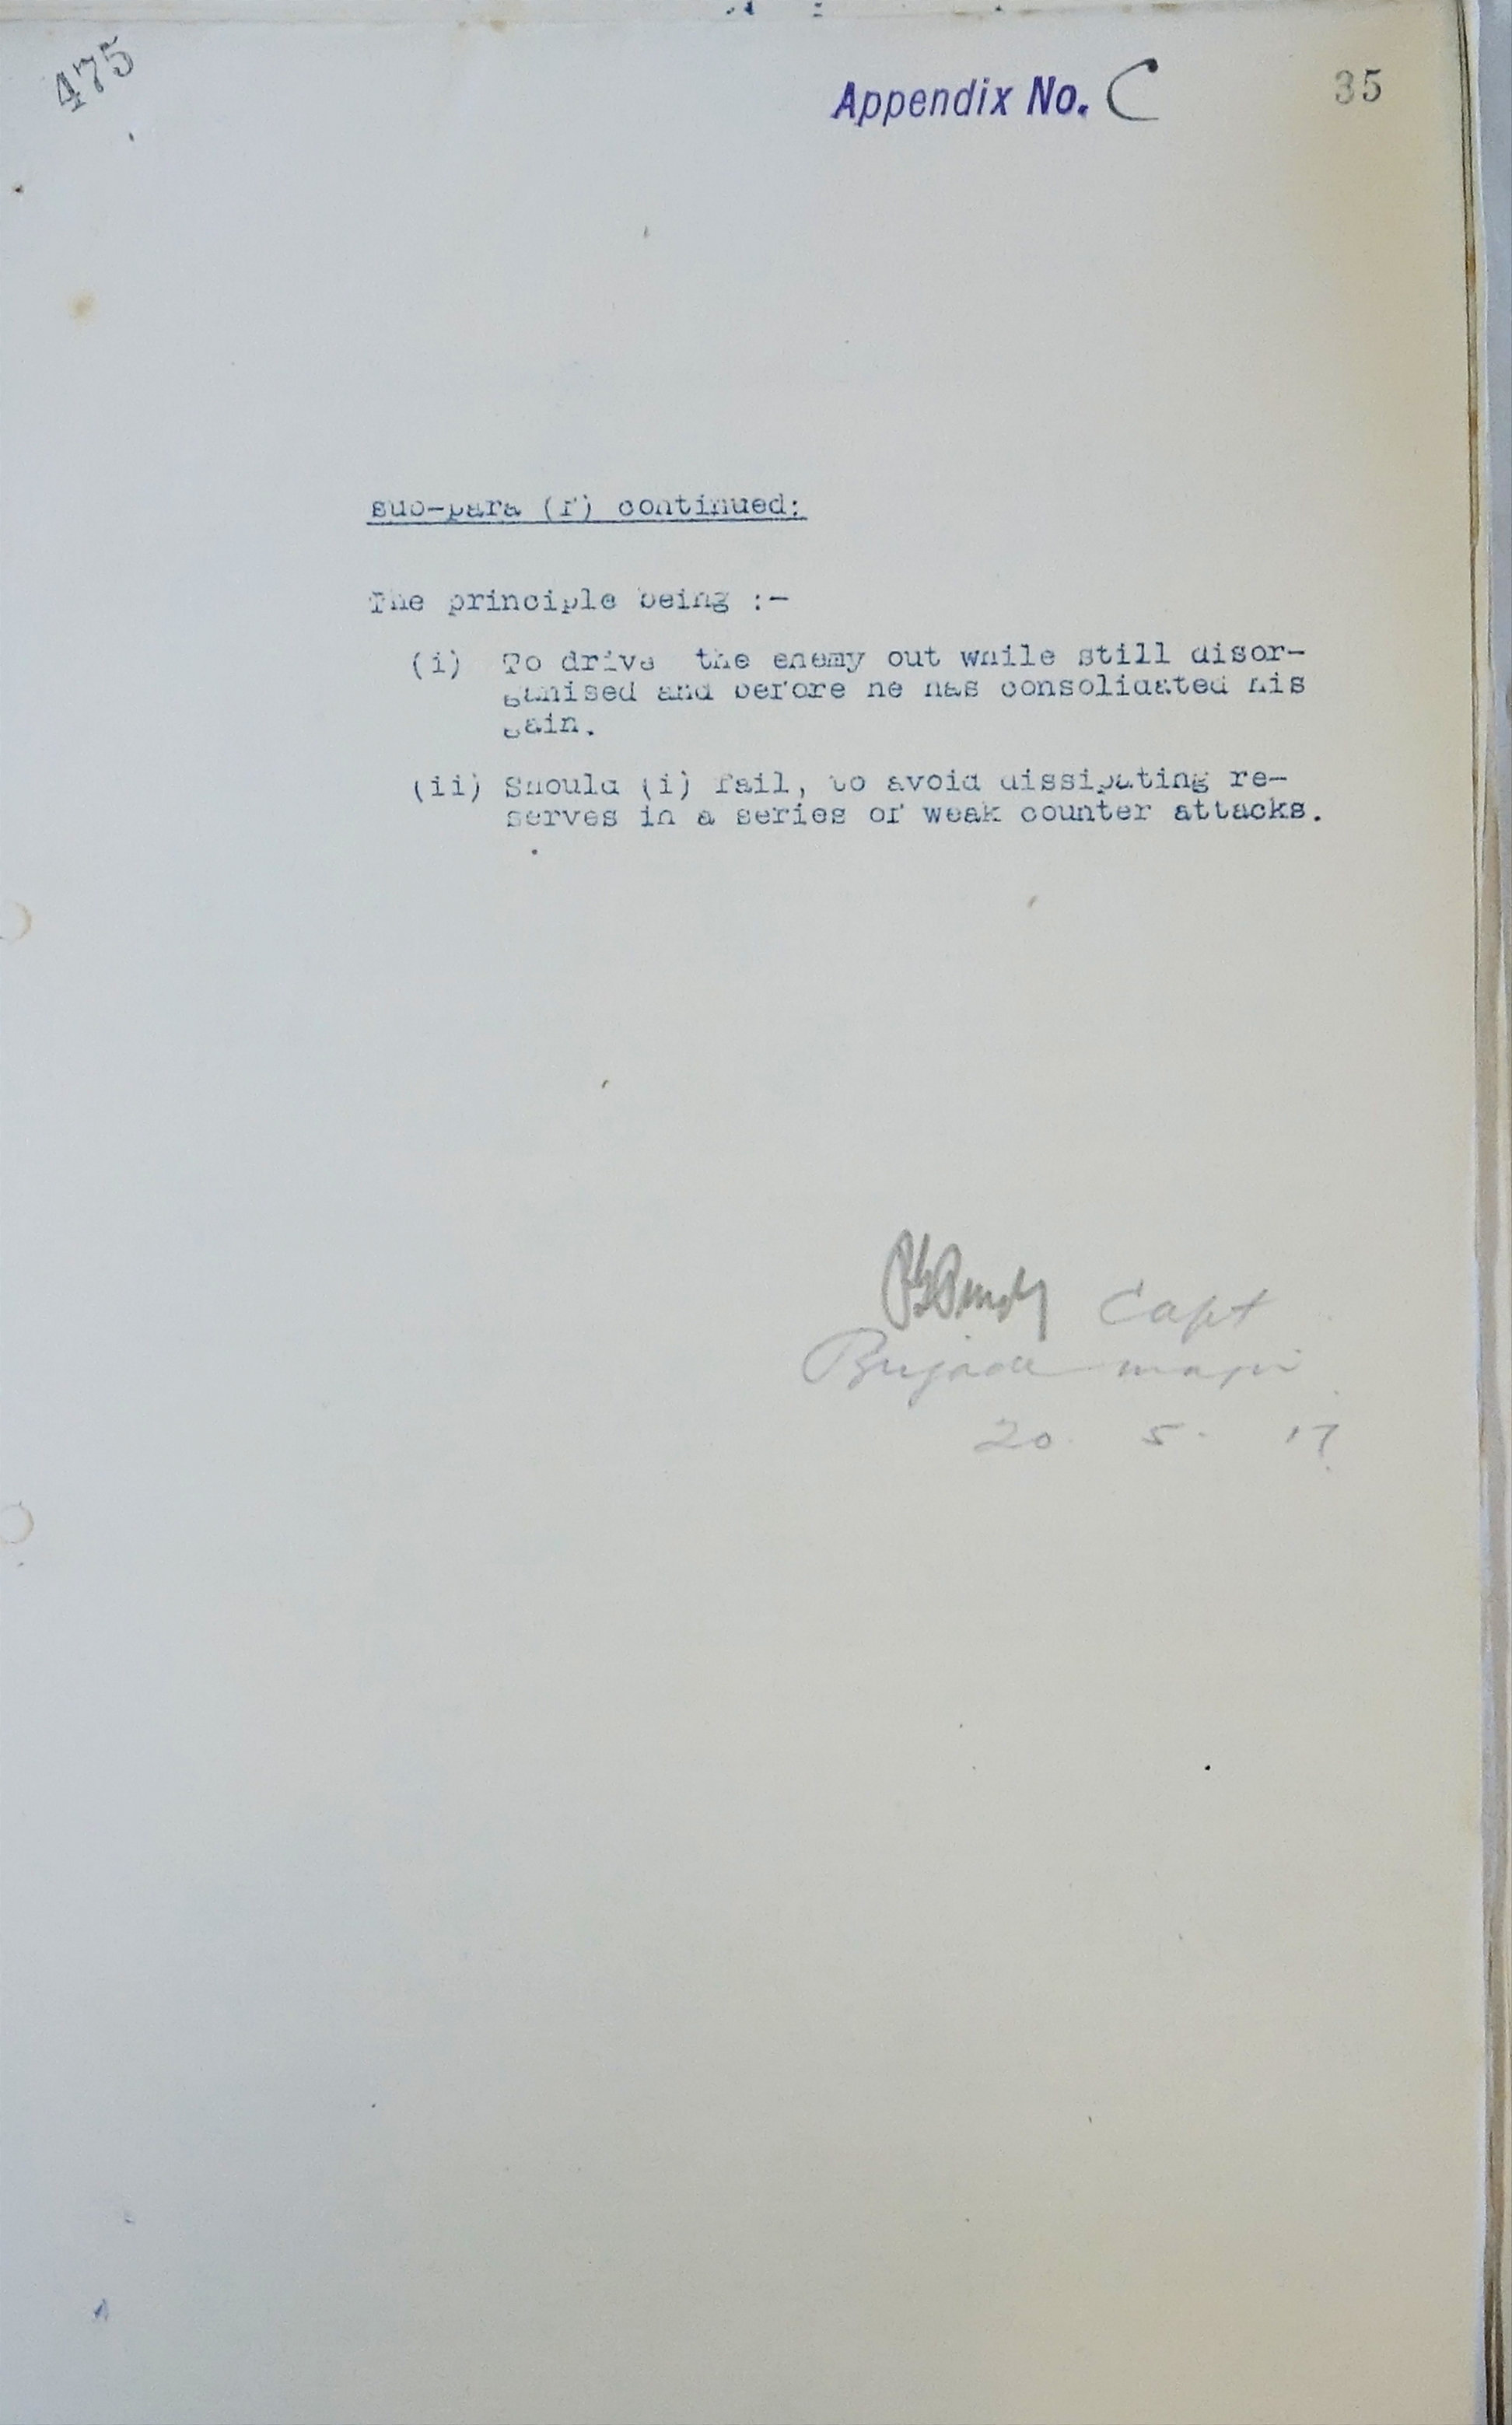 475
Appendix No. C
35
sub-para (f) continued:
The principle being :-
(i) To drive the enemy out while still disor-
ganised and before he has consolidated his
gain.
(ii) Should (i) fail, to avoid dissipating re-
serves in a series of weak counter attacks.
Capt
Brigade Major
20. 5. 17